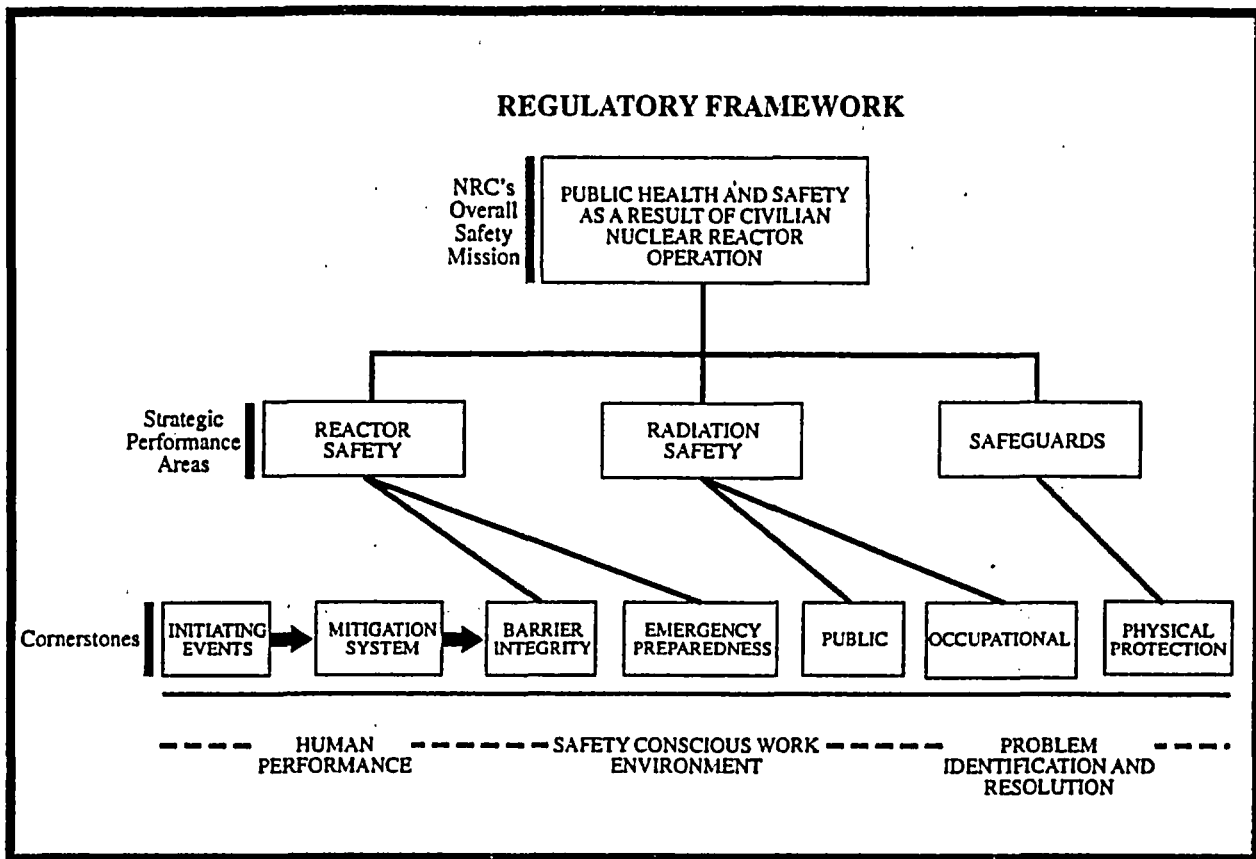 REGULATORY FRAMEWORK
NRC's
Overall
Safety
Mission
PUBLIC HEALTH AND SAFETY
AS A RESULT OF CIVILIAN
NUCLEAR REACTOR
OPERATION
Strategic
Performance
Areas
REACTOR
SAFETY
RADIATION
SAFETY
SAFEGUARDS
Cornerstones
INITIATING
EVENTS
MITIGATION
SYSTEM
BARRIER
INTEGRITY
EMERGENCY
PREPAREDNESS
PUBLIC
OCCUPATIONAL
PHYSICAL
PROTECTION
HUMAN
PERFORMANCE
SAFETY CONSCIOUS WORK
ENVIRONMENT
PROBLEM
IDENTIFICATION AND
RESOLUTION